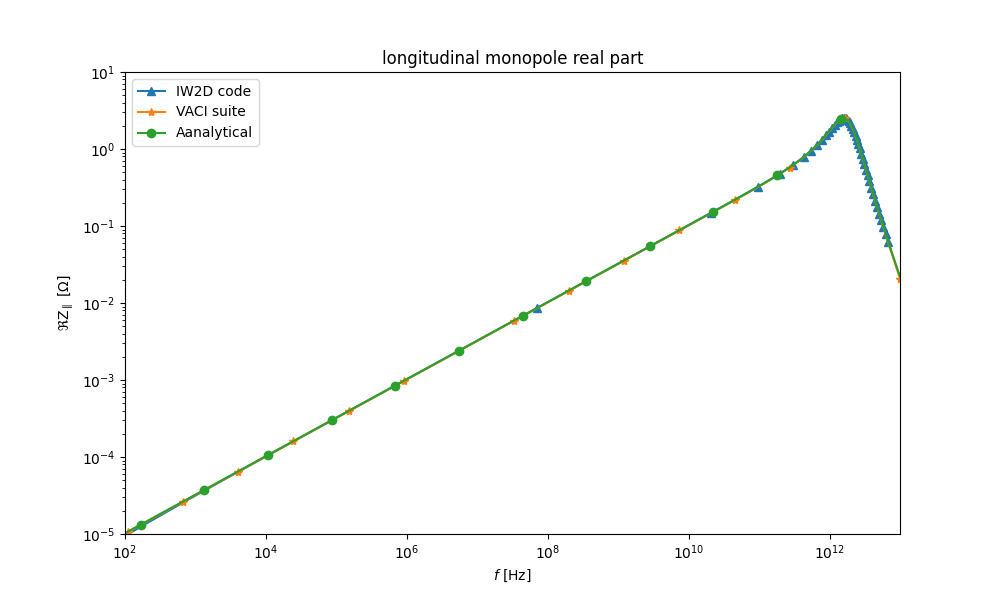 longitudinal monopole real part
IW2D code
VACI suite
Aanalytical
ℜZ∥ [Ω]
10¹
10⁰
10⁻¹
10⁻²
10⁻³
10⁻⁴
10⁻⁵
10² 10⁴ 10⁶ 10⁸ 10¹⁰ 10¹²
f [Hz]